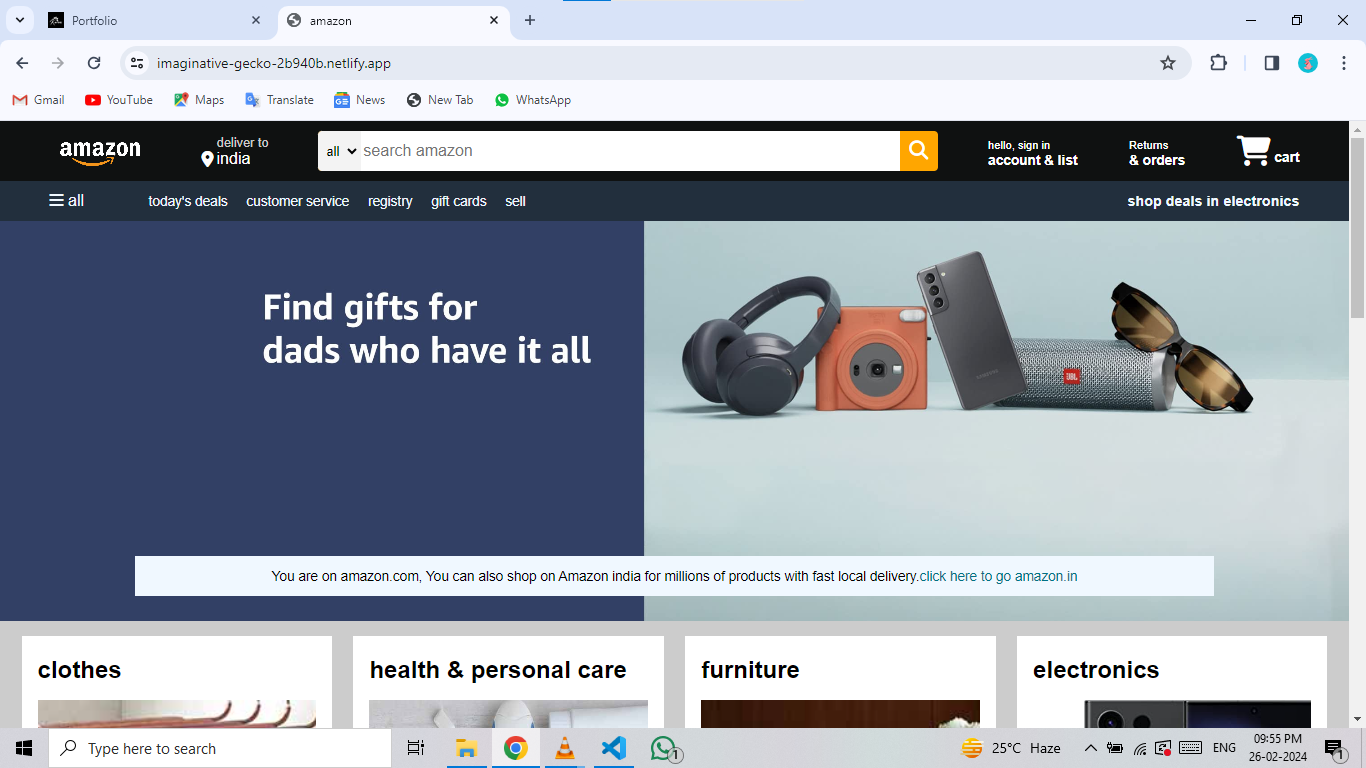 Portfolio
amazon
imaginative-gecko-2b940b.netlify.app
Gmail
YouTube
Maps
Translate
News
New Tab
WhatsApp
amazon
deliver to
india
all
search amazon
hello, sign in
account & list
Returns
& orders
cart
all
today's deals
customer service
registry
gift cards
sell
shop deals in electronics
Find gifts for
dads who have it all
SAMSUNG
JBL
You are on amazon.com, You can also shop on Amazon india for millions of products with fast local delivery.click here to go amazon.in
clothes
health & personal care
furniture
electronics
Type here to search
1
25°C Haze
ENG
09:55 PM
26-02-2024
1